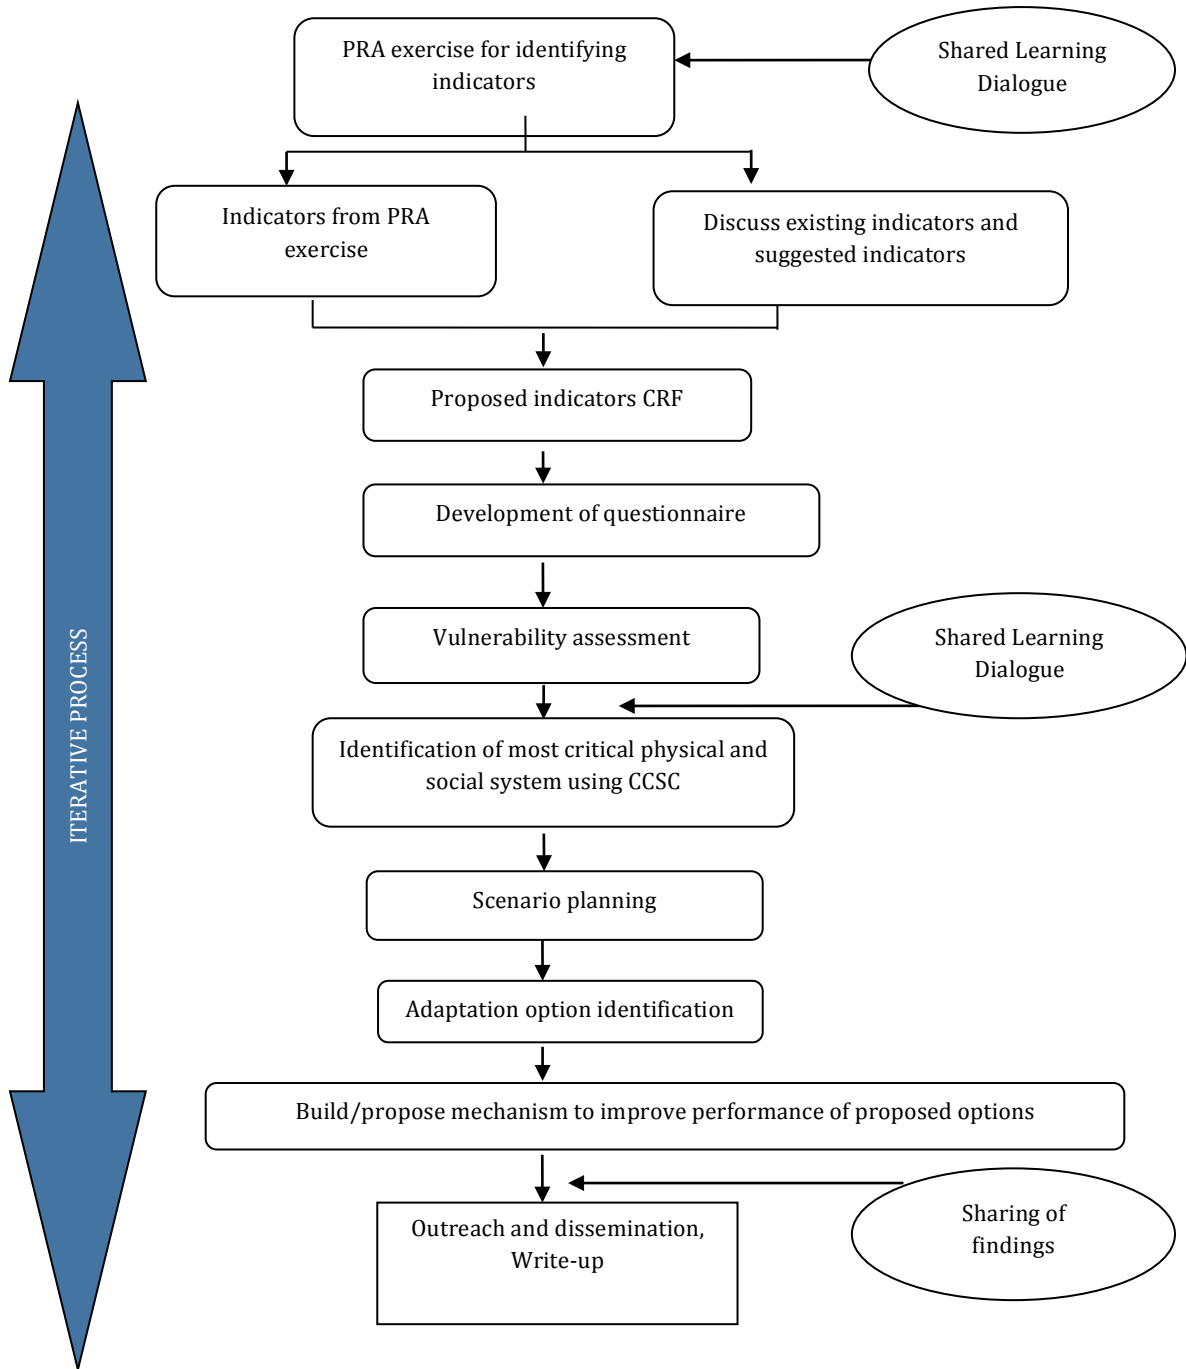 PRA exercise for identifying
indicators
Shared Learning
Dialogue
Indicators from PRA
exercise
Discuss existing indicators and
suggested indicators
Proposed indicators CRF
Development of questionnaire
Vulnerability assessment
Shared Learning
Dialogue
ITERATIVE PROCESS
Identification of most critical physical and
social system using CCSC
Scenario planning
Adaptation option identification
Build/propose mechanism to improve performance of proposed options
Outreach and dissemination,
Write-up
Sharing of
findings